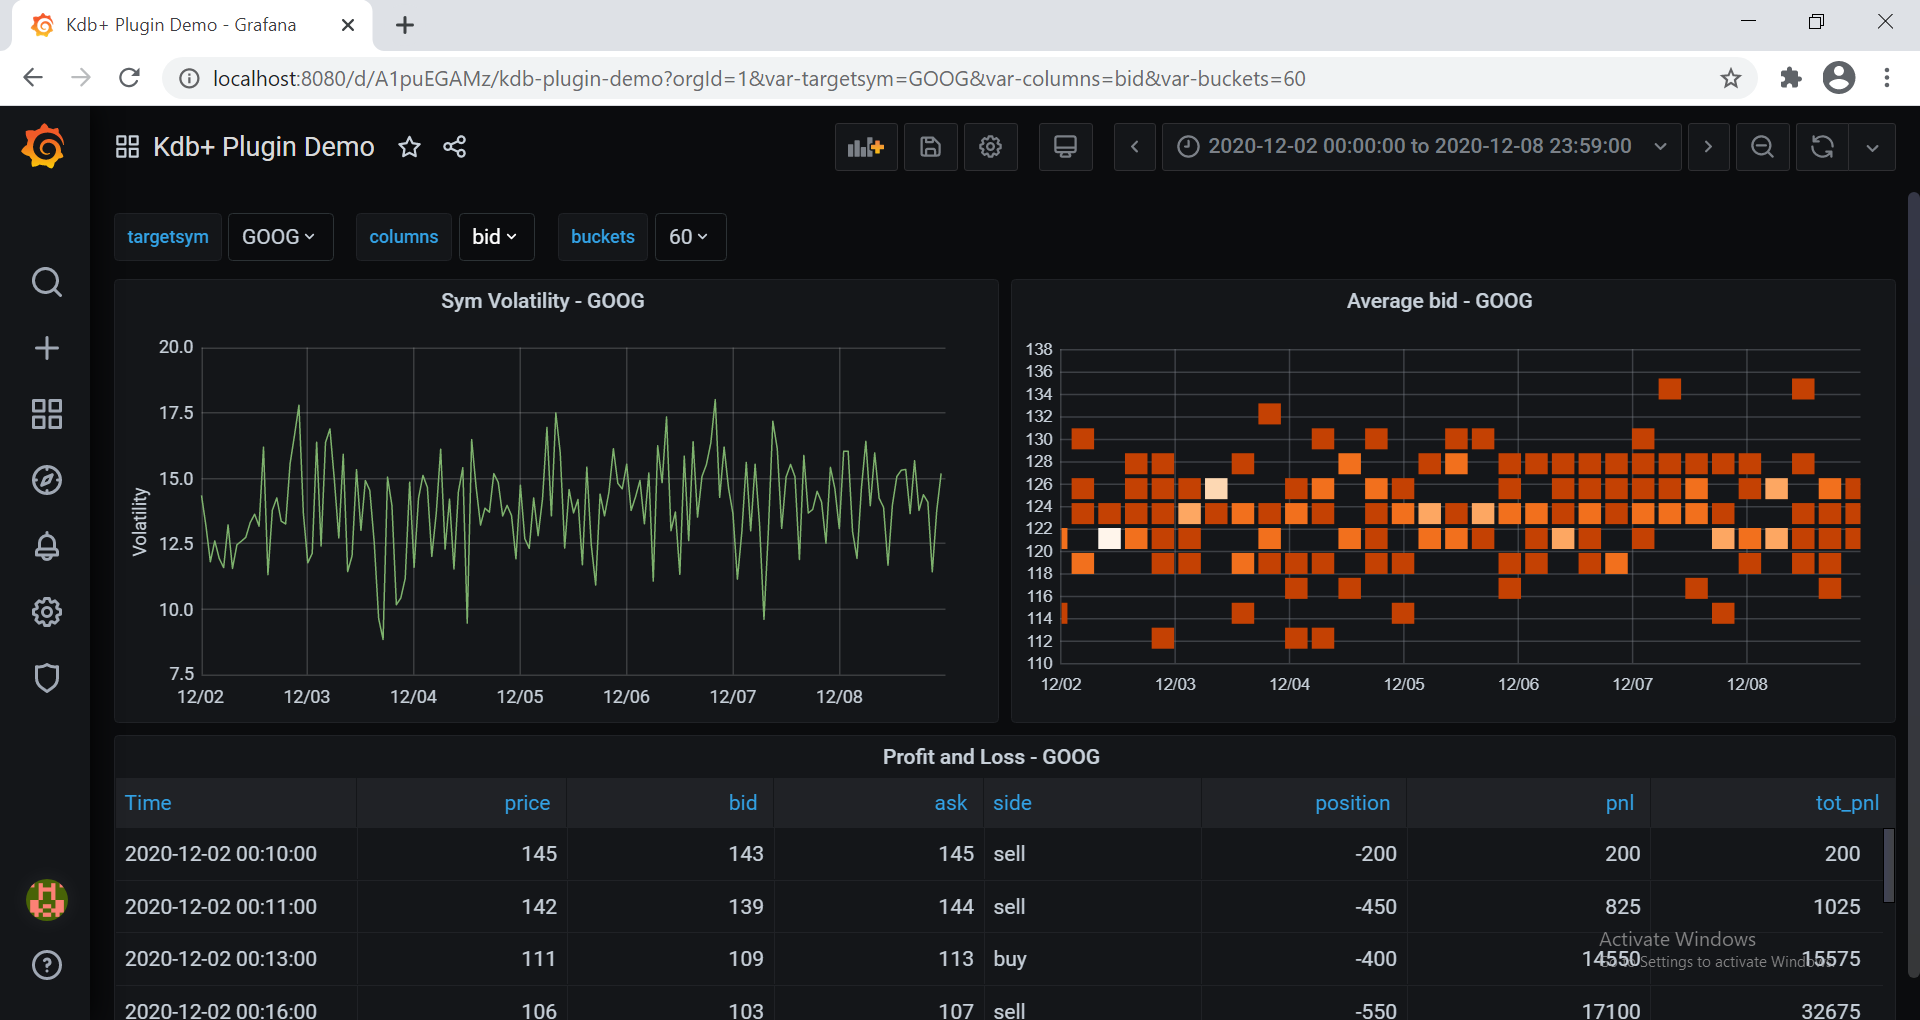 Kdb+ Plugin Demo - Grafana
localhost:8080/d/A1puEGAMz/kdb-plugin-demo?orgId=1&var-targetsym=GOOG&var-columns=bid&var-buckets=60
Kdb+ Plugin Demo
2020-12-02 00:00:00 to 2020-12-08 23:59:00
targetsym GOOG columns bid buckets 60
Sym Volatility - GOOG
20.0
17.5
15.0
12.5
10.0
7.5
Volatility
12/02 12/03 12/04 12/05 12/06 12/07 12/08
Average bid - GOOG
138
136
134
132
130
128
126
124
122
120
118
116
114
112
110
12/02 12/03 12/04 12/05 12/06 12/07 12/08
Profit and Loss - GOOG
Time price bid ask side position pnl tot_pnl
2020-12-02 00:10:00 145 143 145 sell -200 200 200
2020-12-02 00:11:00 142 139 144 sell -450 825 1025
2020-12-02 00:13:00 111 109 113 buy -400 14550 15575
2020-12-02 00:16:00 106 103 107 sell -550 17100 32675
Activate Windows
Go to Settings to activate Windows.